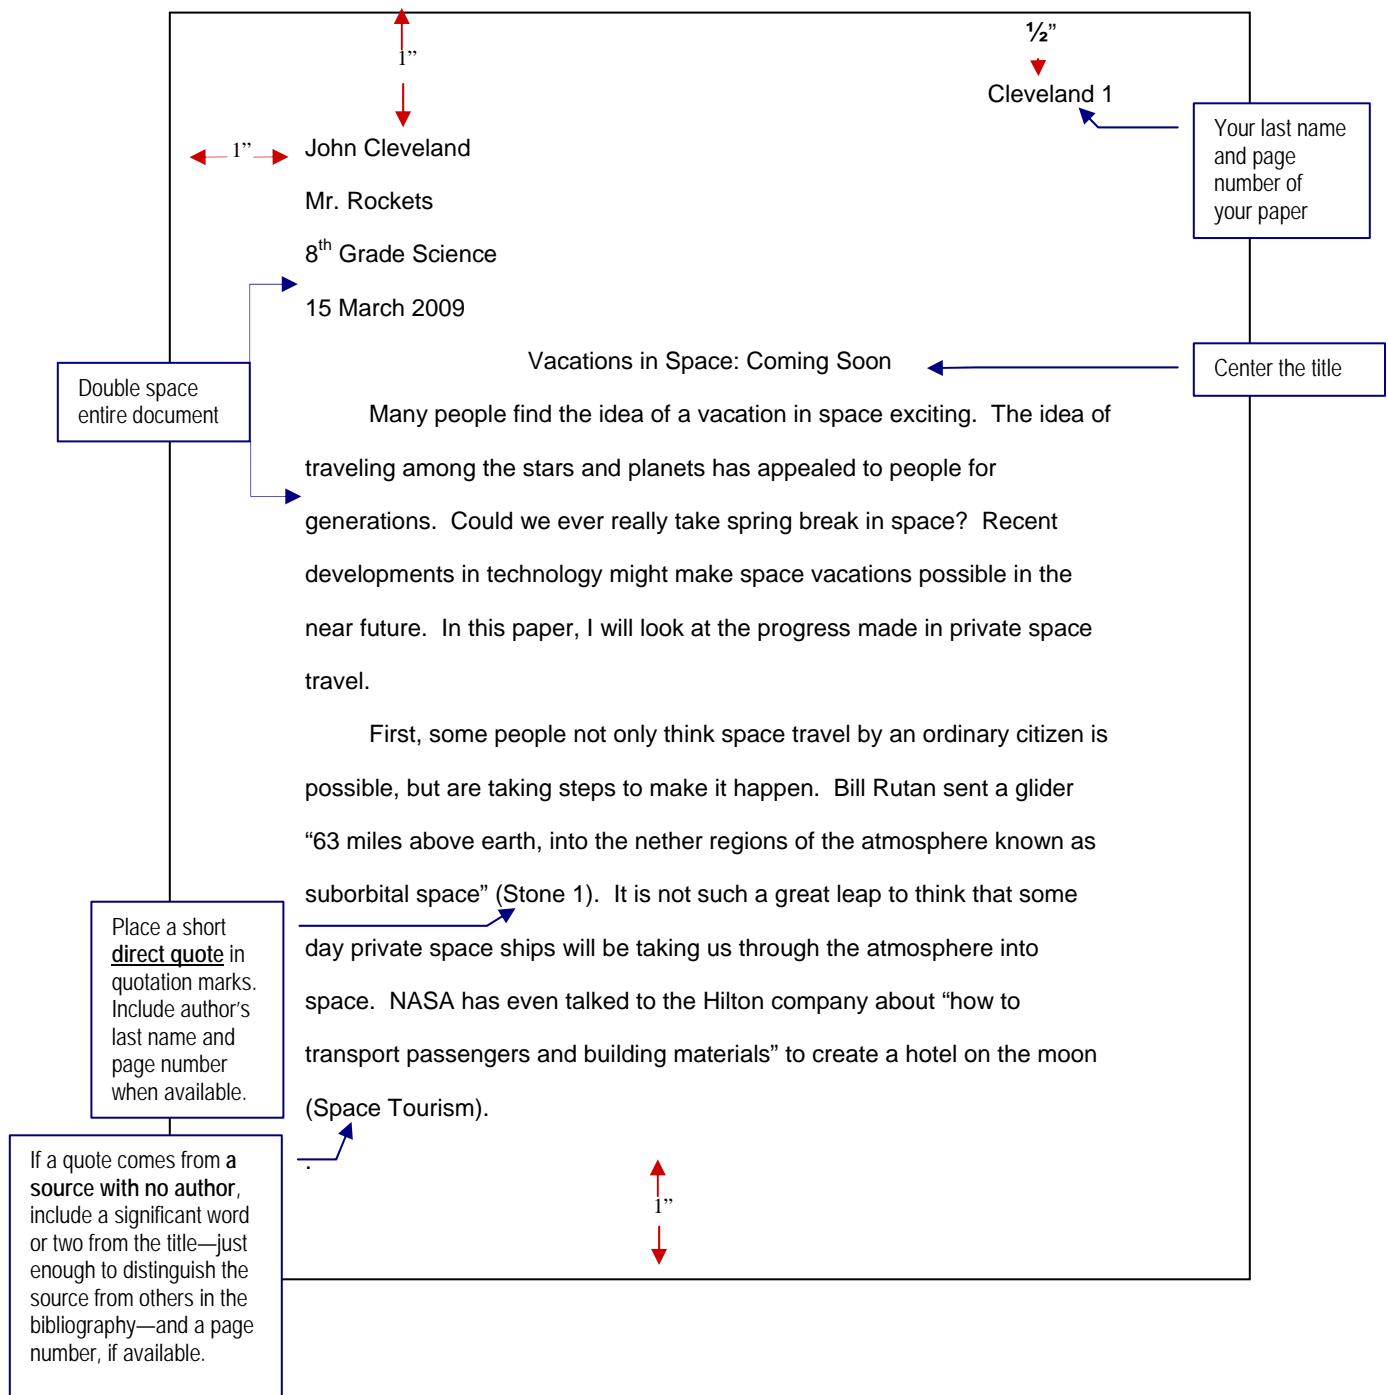 ½”
1”
Cleveland 1
Your last name
and page
number of
your paper
1”
John Cleveland
Mr. Rockets
8th Grade Science
15 March 2009
Vacations in Space: Coming Soon
Center the title
Double space
entire document
Many people find the idea of a vacation in space exciting. The idea of
traveling among the stars and planets has appealed to people for
generations. Could we ever really take spring break in space? Recent
developments in technology might make space vacations possible in the
near future. In this paper, I will look at the progress made in private space
travel.
First, some people not only think space travel by an ordinary citizen is
possible, but are taking steps to make it happen. Bill Rutan sent a glider
“63 miles above earth, into the nether regions of the atmosphere known as
suborbital space” (Stone 1). It is not such a great leap to think that some
day private space ships will be taking us through the atmosphere into
space. NASA has even talked to the Hilton company about “how to
transport passengers and building materials” to create a hotel on the moon
(Space Tourism).
.
Place a short
direct quote in
quotation marks.
Include author’s
last name and
page number
when available.
If a quote comes from a
source with no author,
include a significant word
or two from the title—just
enough to distinguish the
source from others in the
bibliography—and a page
number, if available.
1”